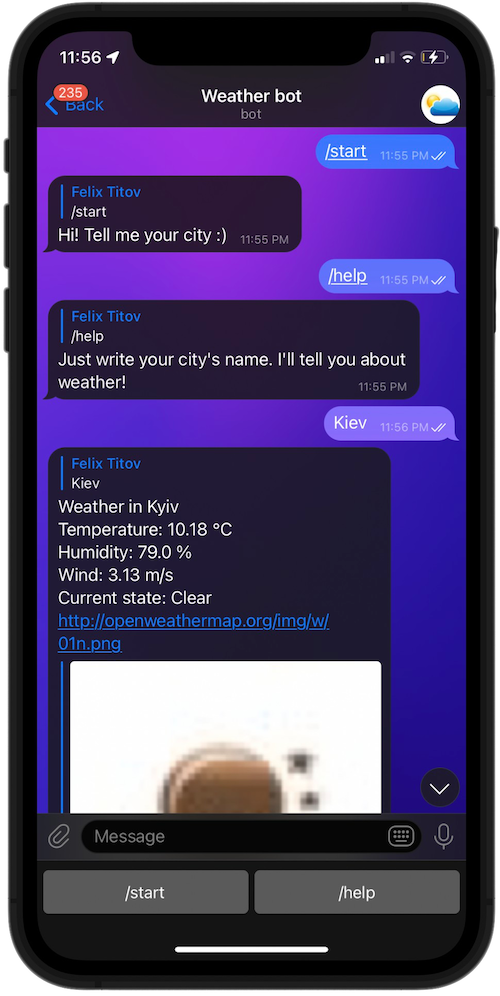 11:56
235
Back
Weather bot
bot
/start 11:55 PM
Felix Titov
/start
Hi! Tell me your city :) 11:55 PM
/help 11:55 PM
Felix Titov
/help
Just write your city's name. I'll tell you about
weather!
11:55 PM
Kiev 11:56 PM
Felix Titov
Kiev
Weather in Kyiv
Temperature: 10.18 °C
Humidity: 79.0 %
Wind: 3.13 m/s
Current state: Clear
http://openweathermap.org/img/w/
01n.png
Message
/start /help